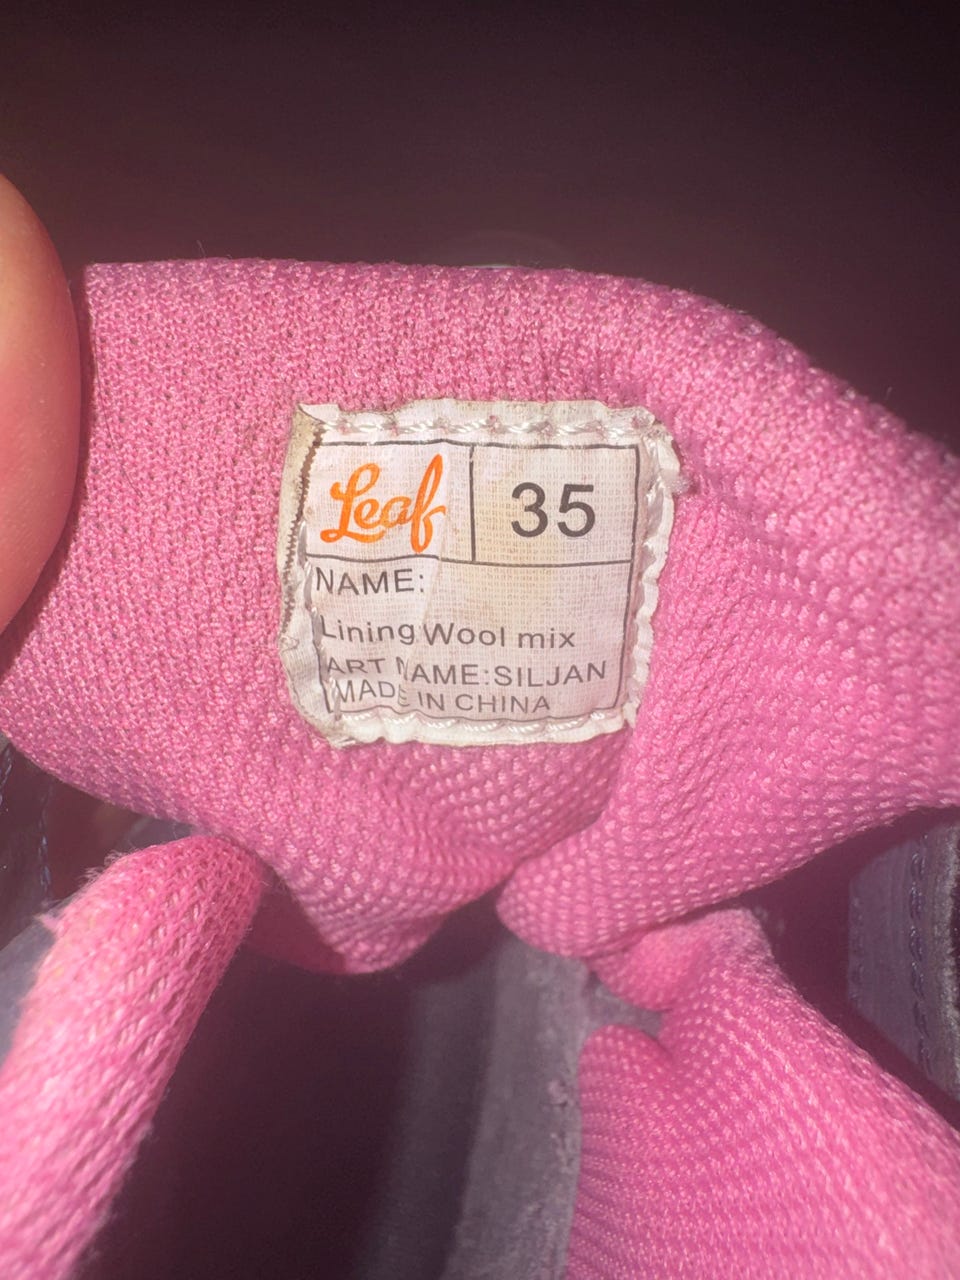 Leaf 35
NAME:
Lining Wool mix
ART NAME:SILJAN
MADE IN CHINA